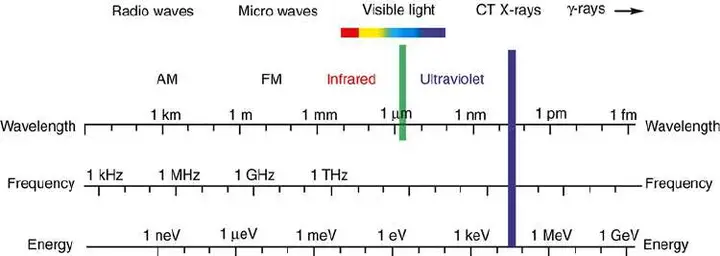 Radio waves Micro waves Visible light CT X-rays γ-rays
AM FM Infrared Ultraviolet
1 km 1 m 1 mm 1 μm 1 nm 1 pm 1 fm
Wavelength Wavelength
1 kHz 1 MHz 1 GHz 1 THz
Frequency Frequency
1 neV 1 μeV 1 meV 1 eV 1 keV 1 MeV 1 GeV
Energy Energy